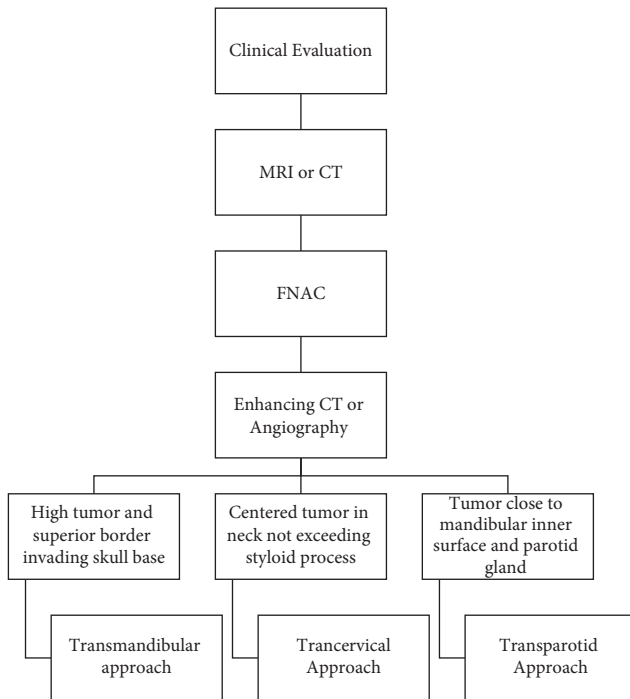 Clinical Evaluation
MRI or CT
FNAC
Enhancing CT or
Angiography
High tumor and
superior border
invading skull base
Centered tumor in
neck not exceeding
styloid process
Tumor close to
mandibular inner
surface and parotid
gland
Transmandibular
approach
Trancervical
Approach
Transparotid
Approach